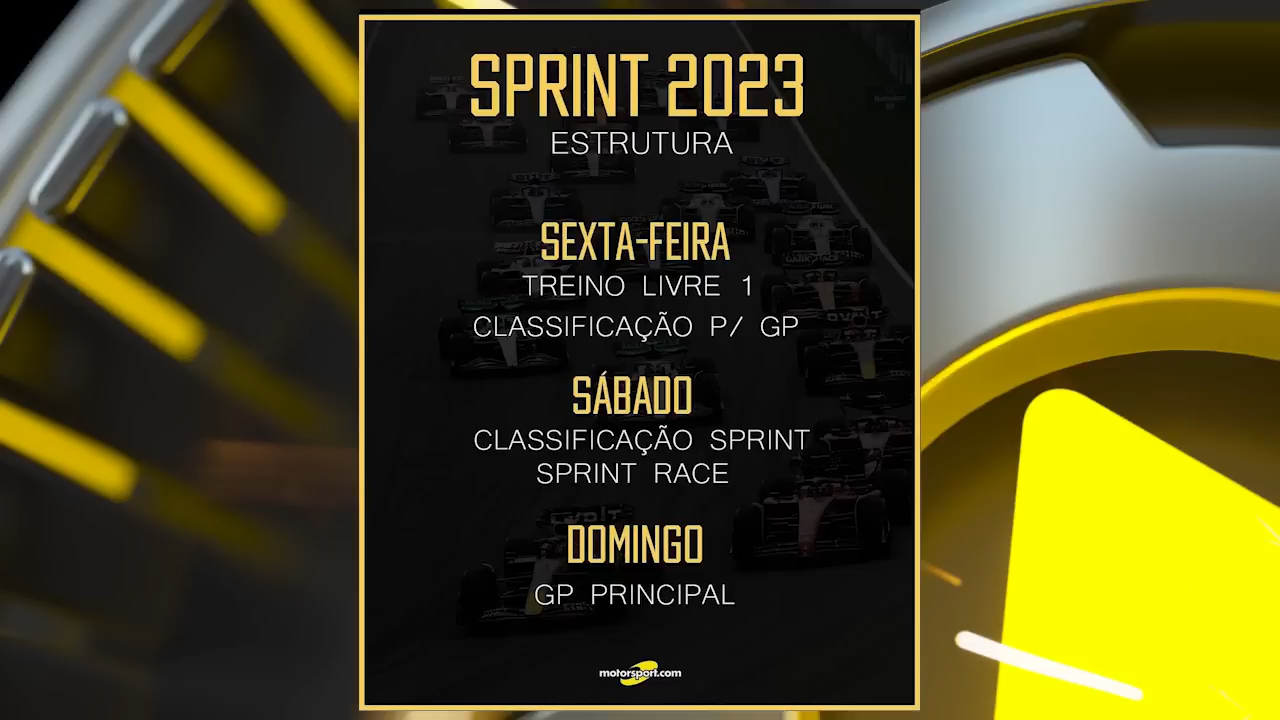 SPRINT 2023
ESTRUTURA
SEXTA-FEIRA
TREINO LIVRE 1
CLASSIFICAÇÃO P/ GP
SÁBADO
CLASSIFICAÇÃO SPRINT
SPRINT RACE
DOMINGO
GP PRINCIPAL
motorsport.com